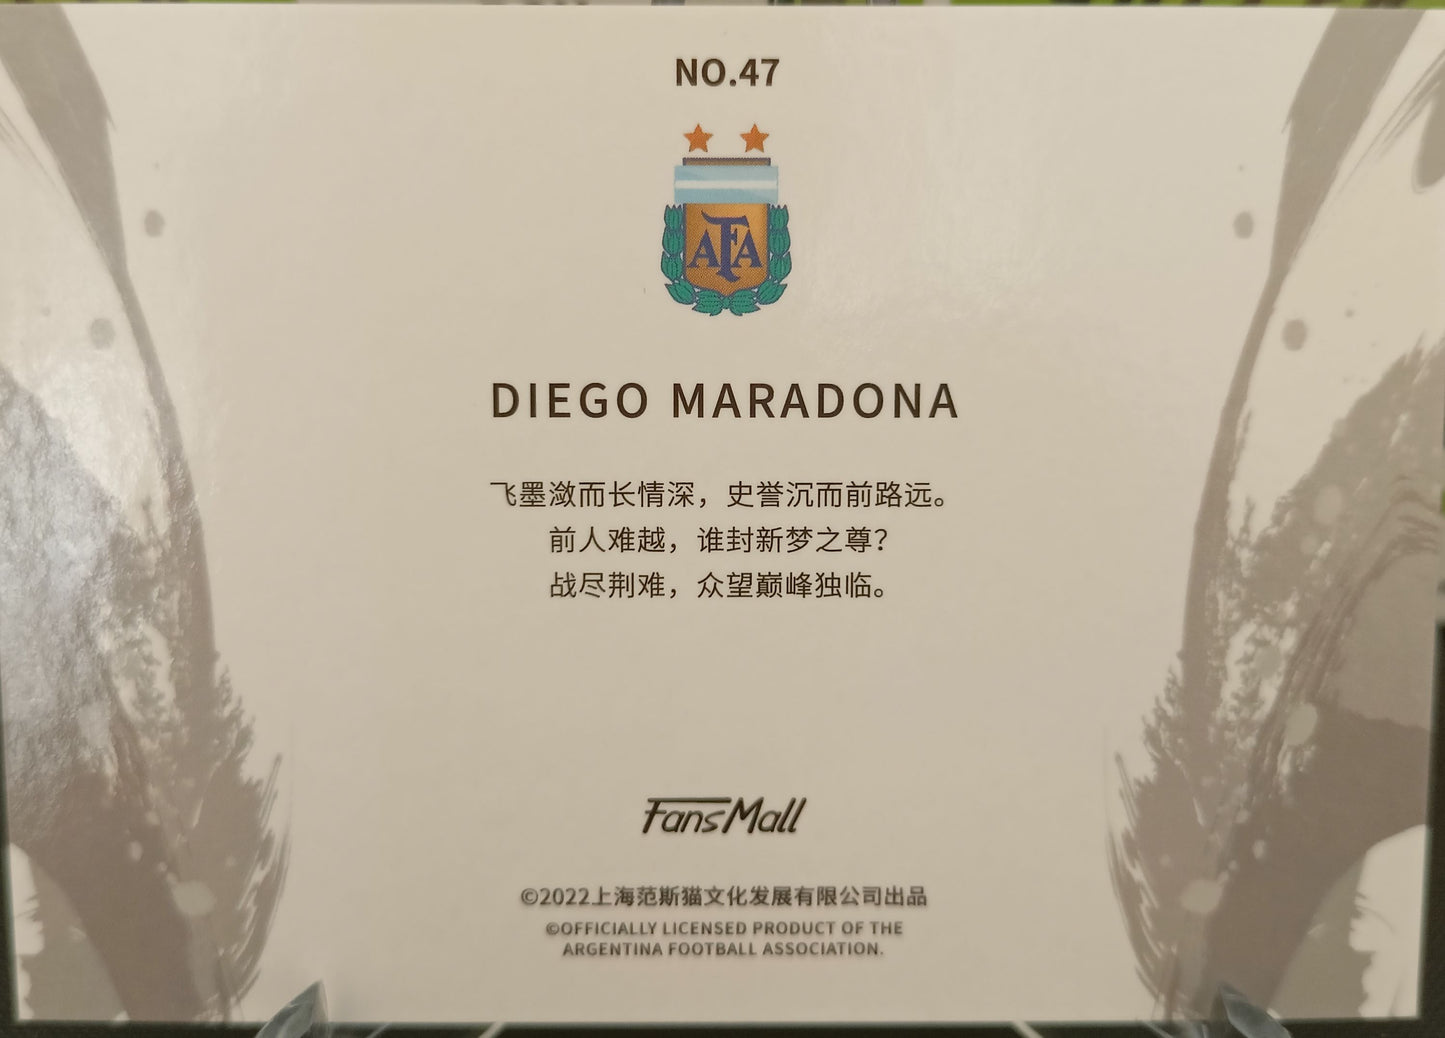 NO.47
AFA
DIEGO MARADONA
飞墨潋而长情深，史誉沉而前路远。
前人难越，谁封新梦之尊？
战尽荆难，众望巅峰独临。
FansMall
©2022上海范斯猫文化发展有限公司出品
©OFFICIALLY LICENSED PRODUCT OF THE
ARGENTINA FOOTBALL ASSOCIATION.